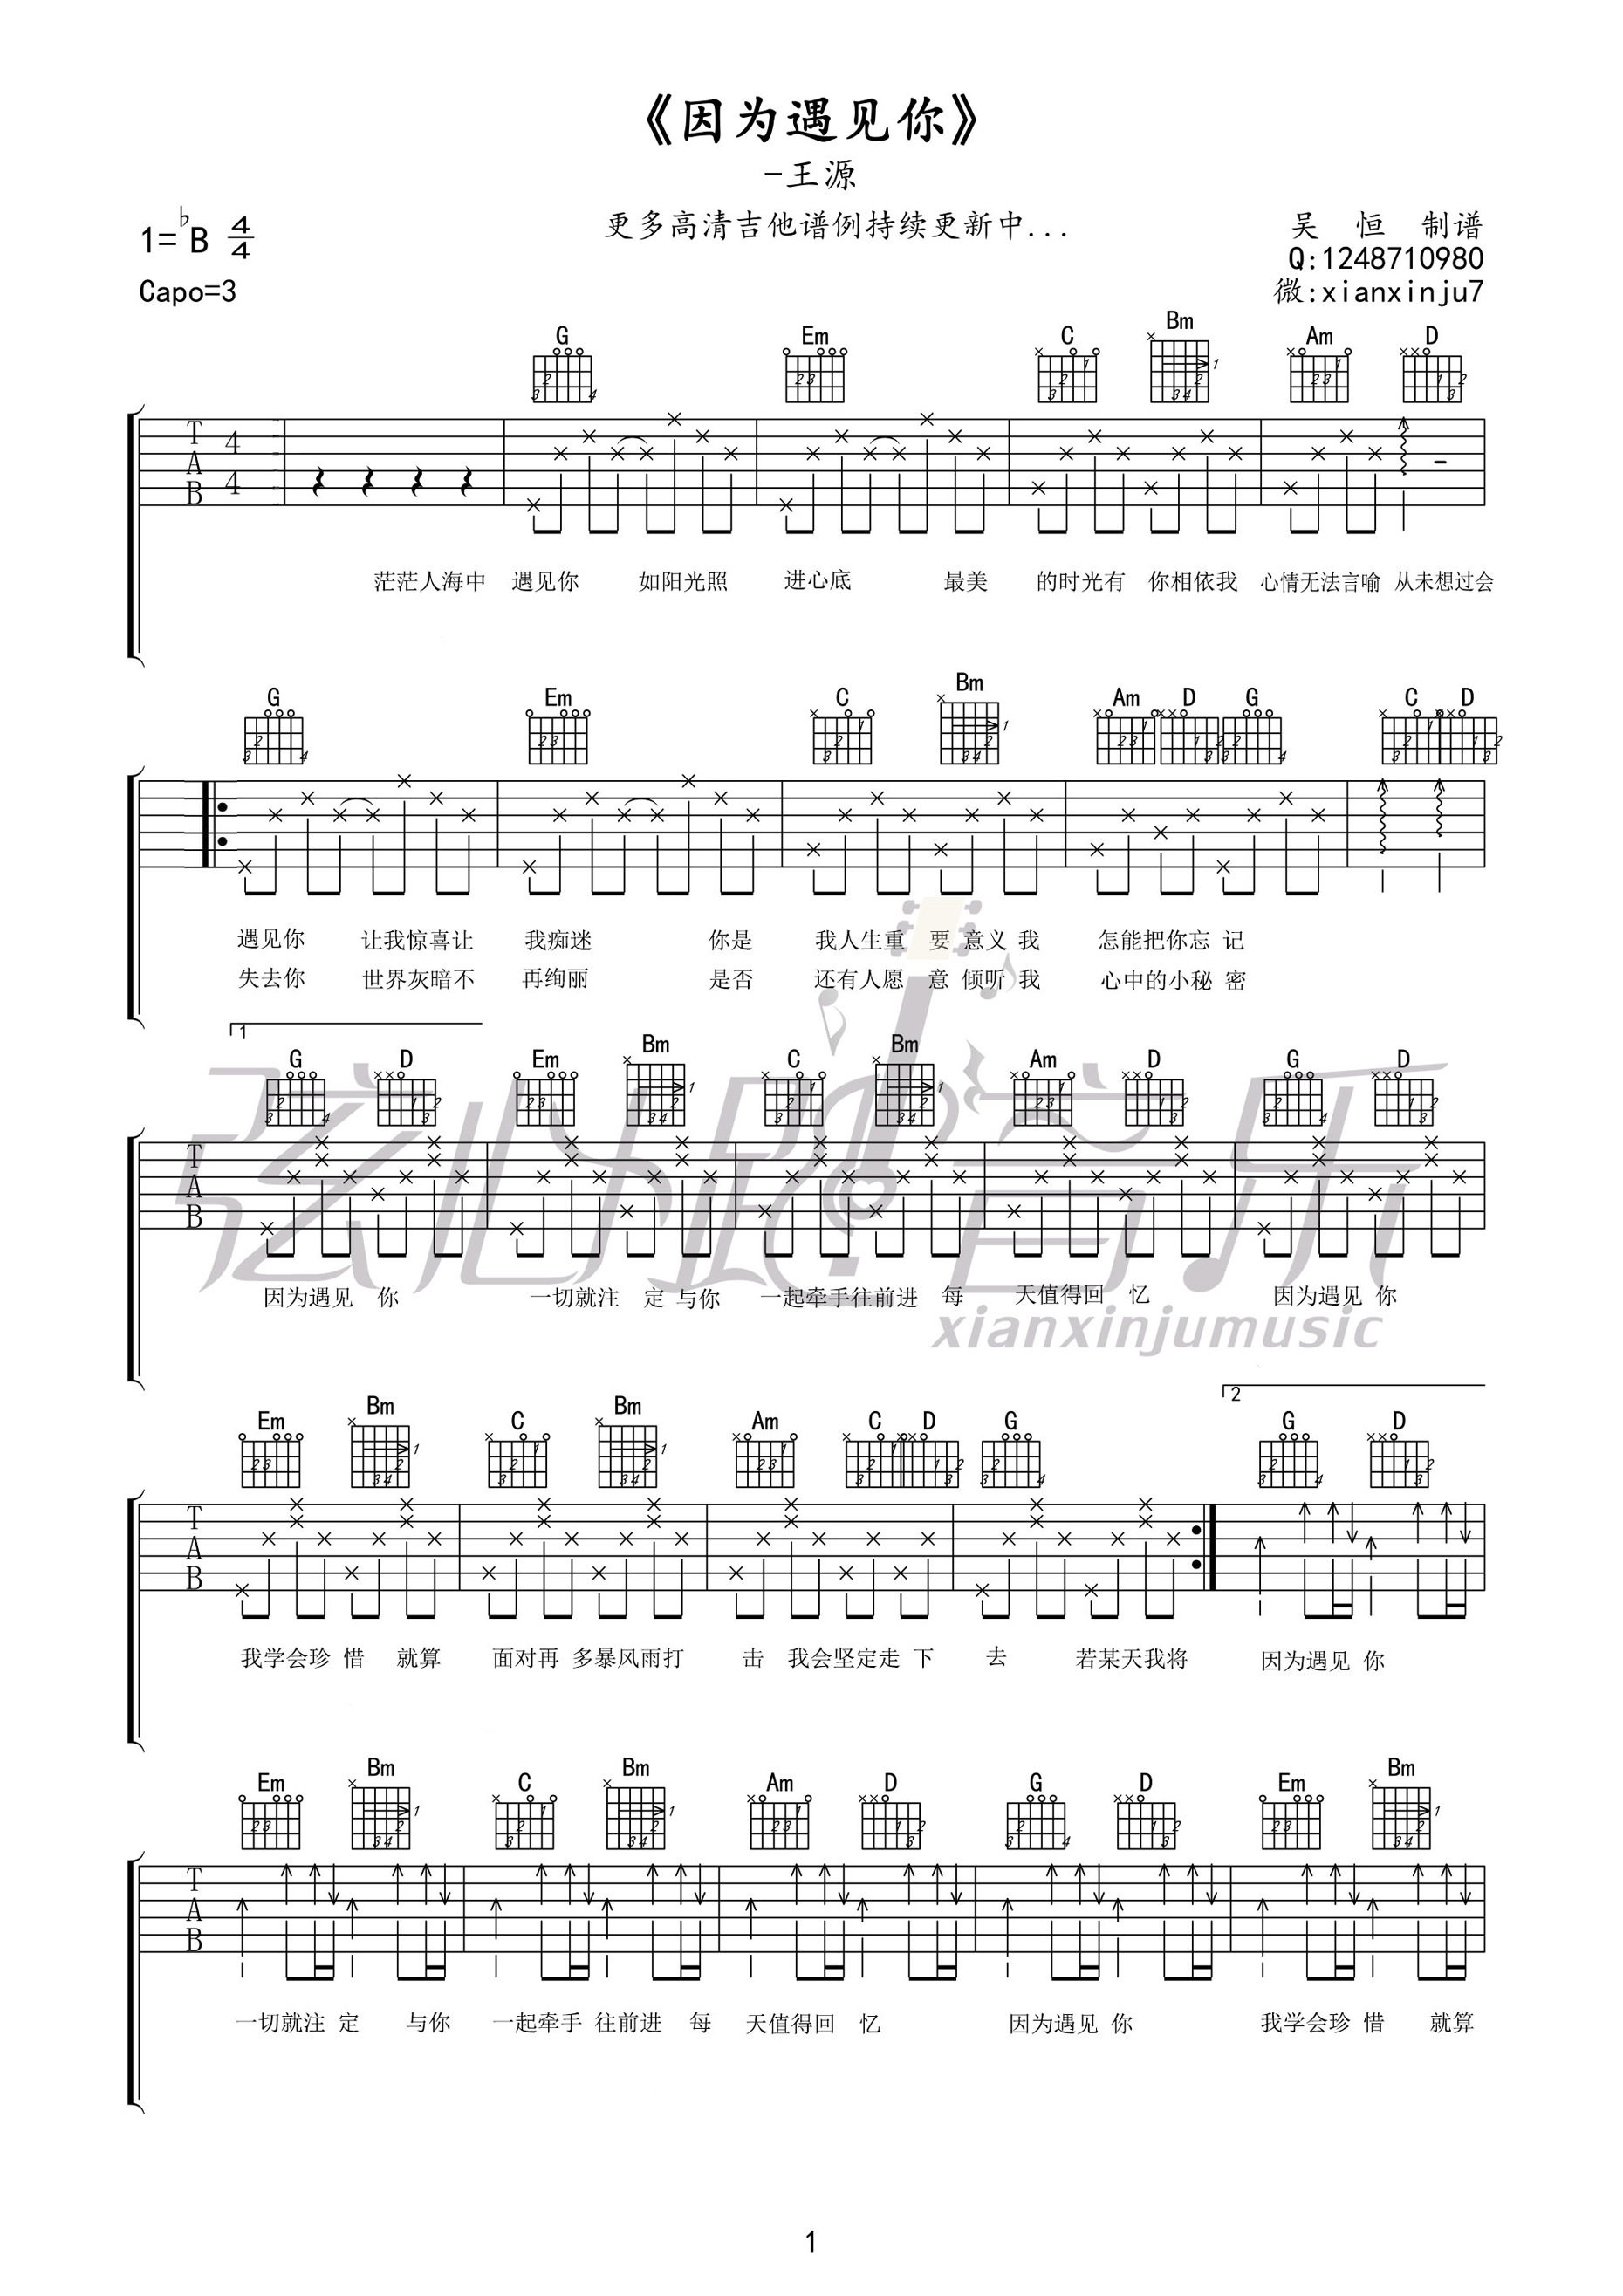 《因为遇见你》
-王源
更多高清吉他谱例持续更新中...
1=♭B 4/4
Capo=3
吴 恒 制谱
Q:1248710980
微:xianxinju7
G Em C Bm Am D
T A B 4 4
茫茫人海中 遇见你 如阳光照 进心底 最美 的时光有 你相依我 心情无法言喻 从未想过会
G Em C Bm Am D G C D
遇见你 让我惊喜让 我痴迷 你是 我人生重 要 意义 我 怎能把你忘 记
失去你 世界灰暗不 再绚丽 是否 还有人愿 意 倾听 我 心中的小秘 密
1
G D Em Bm C Bm Am D G D
T A B
因为遇见 你 一切就注 定 与你 一起牵手往前进 每 天值得回 忆 因为遇见 你
弦心距音乐
xianxinjumusic
2
Em Bm C Bm Am C D G G D
T A B
我学会珍 惜 就算 面对再 多暴风雨打 击 我会坚定走 下 去 若某天我将 因为遇见 你
Em Bm C Bm Am D G D Em Bm
T A B
一切就注 定 与你 一起牵手 往前进 每 天值得回 忆 因为遇见 你 我学会珍 惜 就算
1